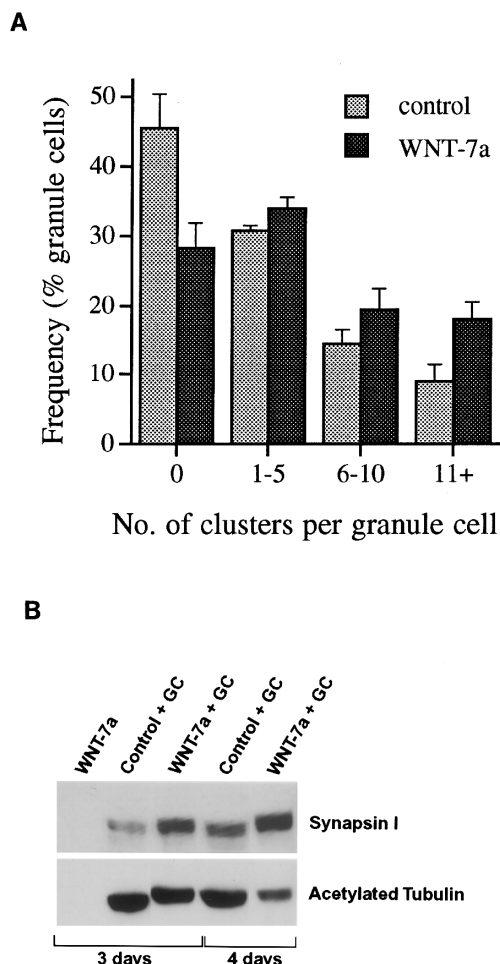 A
Frequency (% granule cells)
50
40
30
20
10
0
control
WNT-7a
0 1-5 6-10 11+
No. of clusters per granule cell
B
WNT-7a
Control + GC
WNT-7a + GC
Control + GC
WNT-7a + GC
Synapsin I
Acetylated Tubulin
3 days 4 days